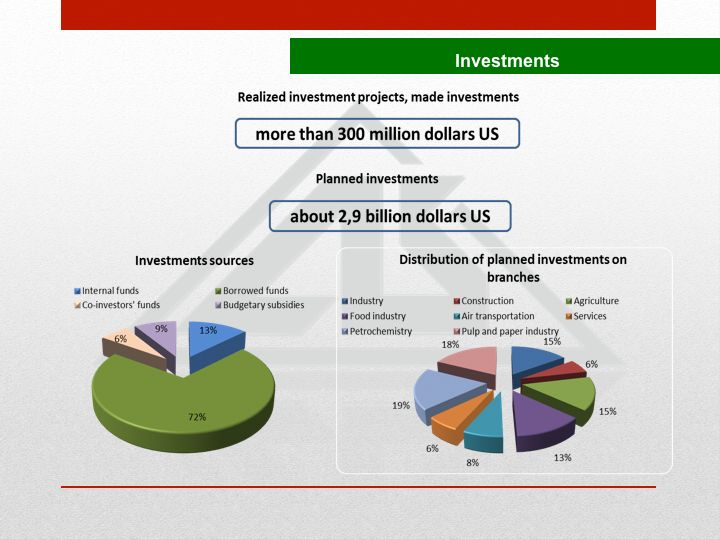 Investments
Realized investment projects, made investments
more than 300 million dollars US
Planned investments
about 2,9 billion dollars US
Investments sources
Internal funds
Borrowed funds
Co-investors' funds
Budgetary subsidies
13%
72%
6%
9%
Distribution of planned investments on
branches
Industry
Construction
Agriculture
Food industry
Air transportation
Services
Petrochemistry
Pulp and paper industry
15%
6%
15%
13%
8%
6%
19%
18%